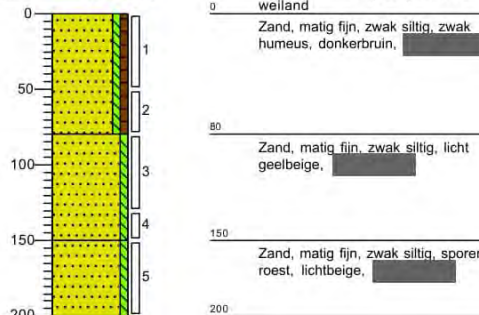 0
50
100
150
200
1
2
3
4
5
0
weiland
Zand, matig fijn, zwak siltig, zwak
humeus, donkerbruin,
80
Zand, matig fijn, zwak siltig, licht
geelbeige,
150
Zand, matig fijn, zwak siltig, sporen
roest, lichtbeige,
200